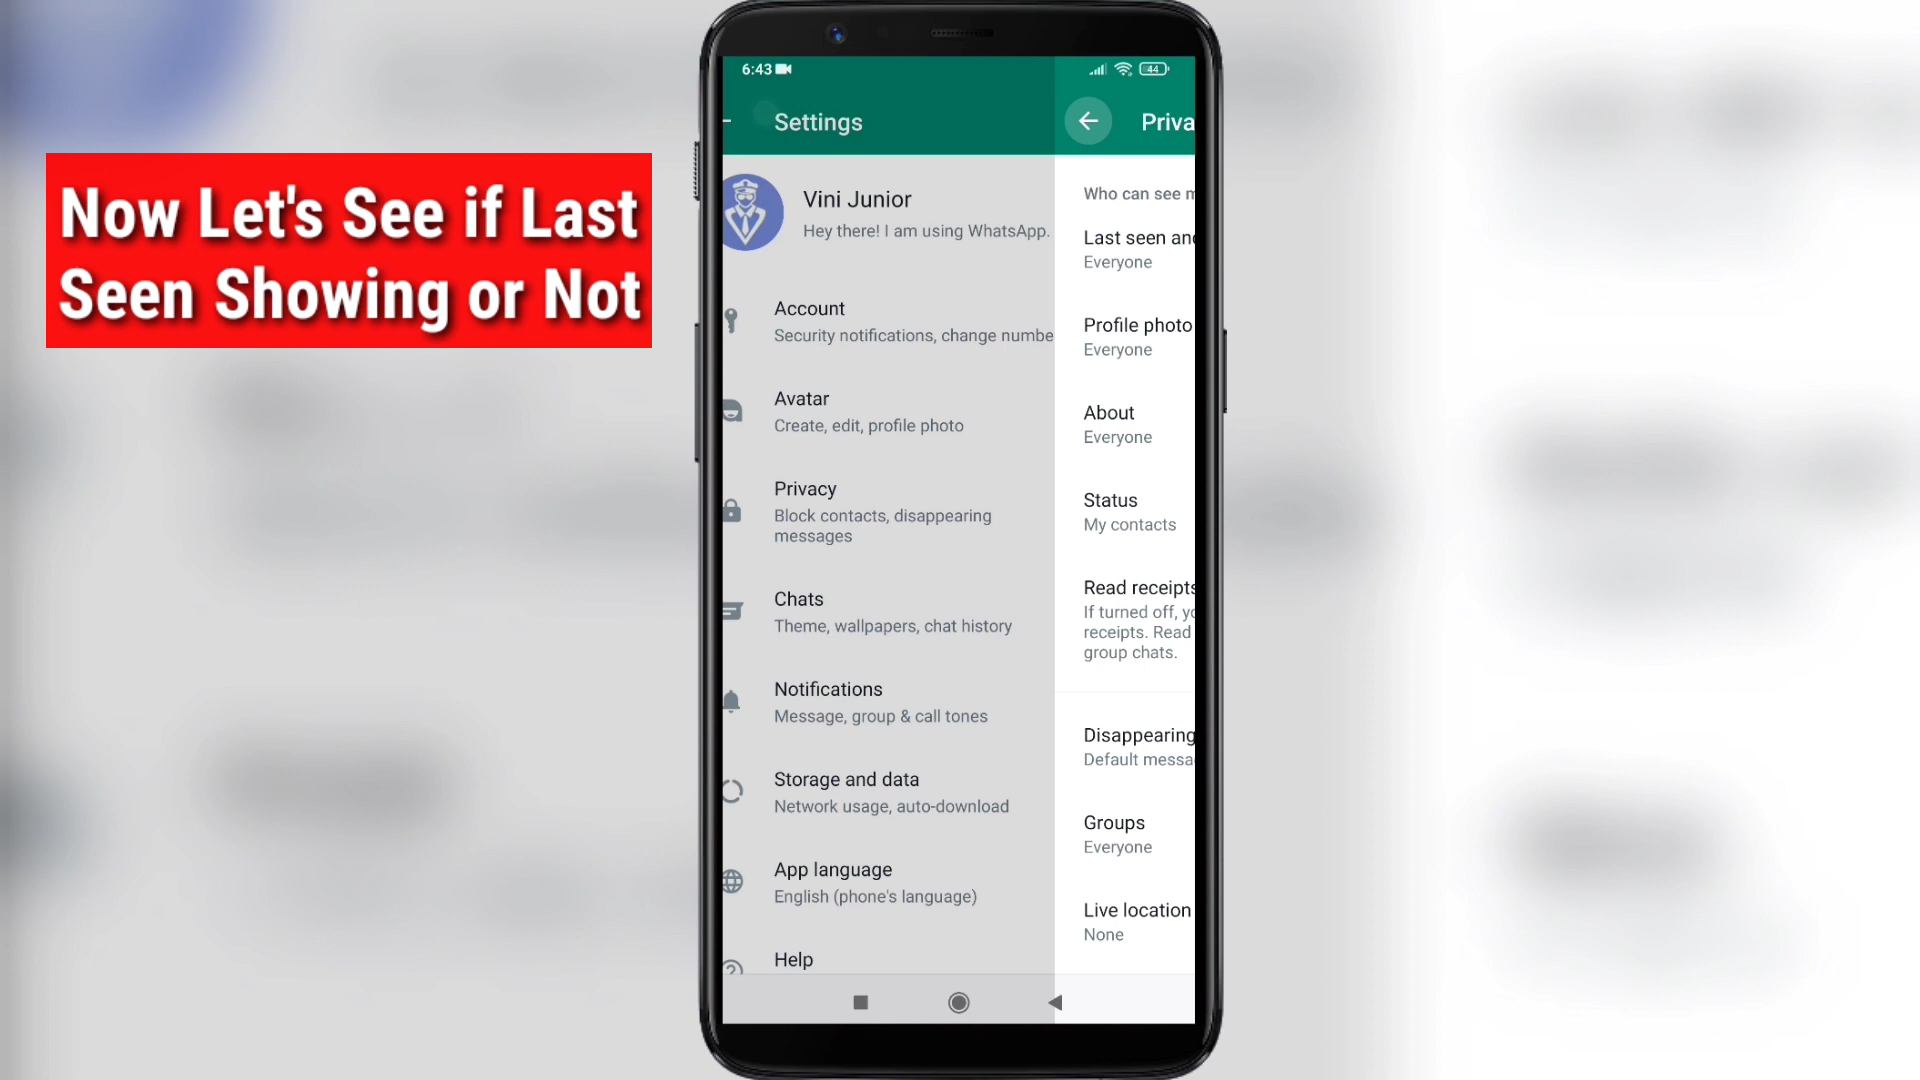 Now Let's See if Last
Seen Showing or Not
6:43
44
Settings
Vini Junior
Hey there! I am using WhatsApp.
Account
Security notifications, change numbe
Avatar
Create, edit, profile photo
Privacy
Block contacts, disappearing
messages
Chats
Theme, wallpapers, chat history
Notifications
Message, group & call tones
Storage and data
Network usage, auto-download
App language
English (phone's language)
Help
Priva
Who can see m
Last seen and
Everyone
Profile photo
Everyone
About
Everyone
Status
My contacts
Read receipts
If turned off, yo
receipts. Read
group chats.
Disappearing
Default messa
Groups
Everyone
Live location
None